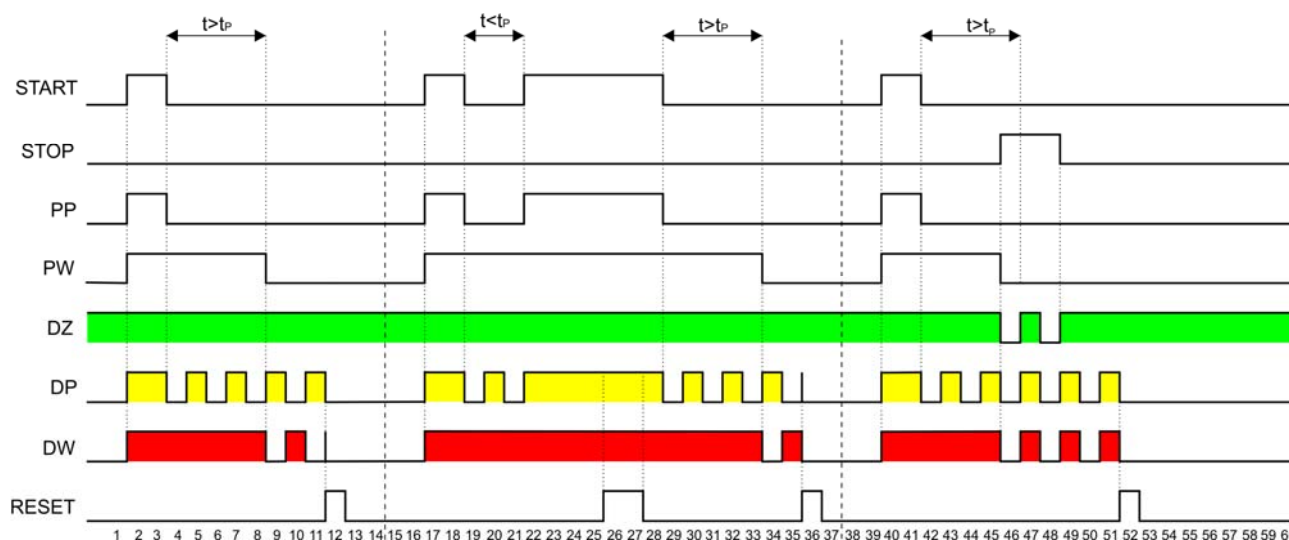 t>tP t<tP t>tP t>tP
START
STOP
PP
PW
DZ
DP
DW
RESET
1 2 3 4 5 6 7 8 9 10 11 12 13 14 15 16 17 18 19 20 21 22 23 24 25 26 27 28 29 30 31 32 33 34 35 36 37 38 39 40 41 42 43 44 45 46 47 48 49 50 51 52 53 54 55 56 57 58 59 6